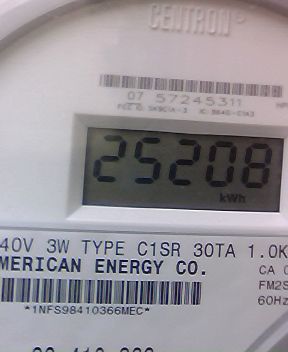 CENTRON®
07 57245311
25208
kWh
40V 3W TYPE C1SR 30TA 1.0K
MERICAN ENERGY CO.
CA 0
FM2S
60Hz
*1NFS98410366MEC*